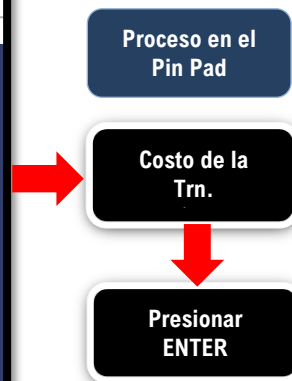 Proceso en el
Pin Pad
Costo de la
Trn.
Presionar
ENTER